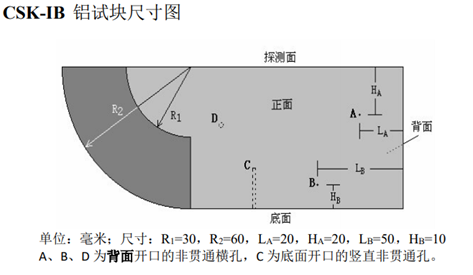 CSK-IB 铝试块尺寸图
探测面
R2
R1
D
正面
A
HA
LA
背面
C
LB
B
HB
底面
单位：毫米；尺寸：R1=30，R2=60，LA=20，HA=20，LB=50，HB=10
A、B、D 为背面开口的非贯通横孔，C 为底面开口的竖直非贯通孔。